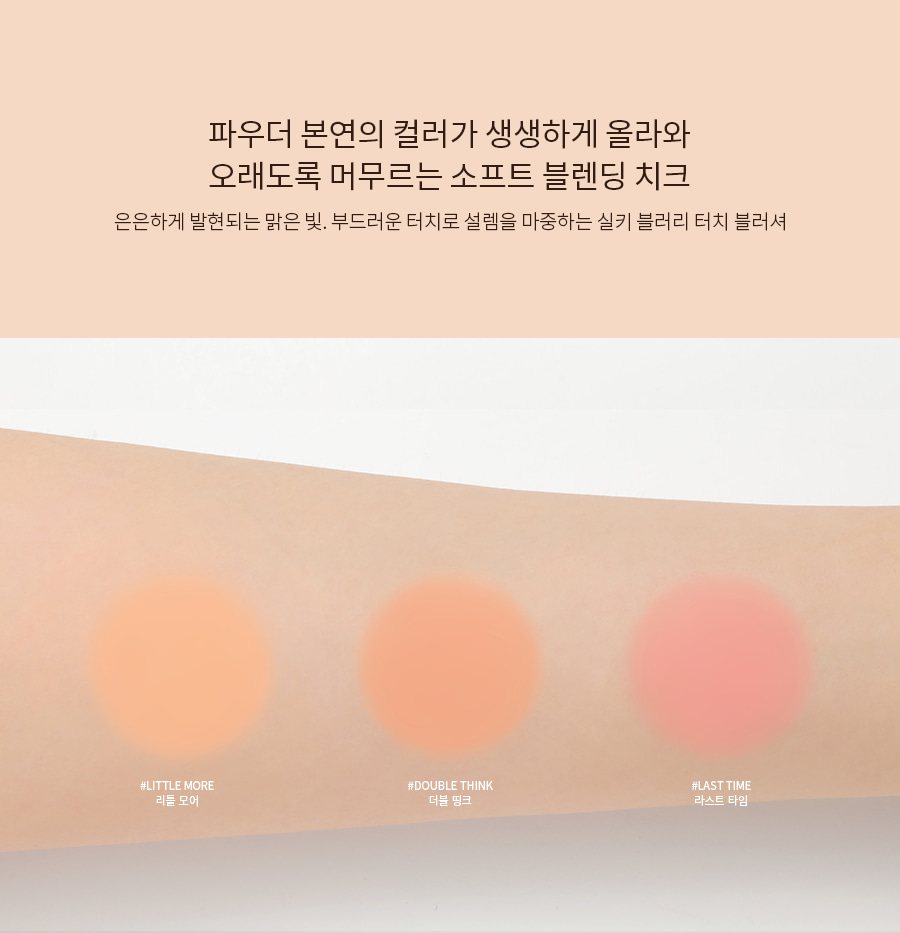 파우더 본연의 컬러가 생생하게 올라와
오래도록 머무르는 소프트 블렌딩 치크
은은하게 발현되는 맑은 빛. 부드러운 터치로 설렘을 마중하는 실키 블러리 터치 블러셔
#LITTLE MORE
리틀 모어
#DOUBLE THINK
더블 띵크
#LAST TIME
라스트 타임